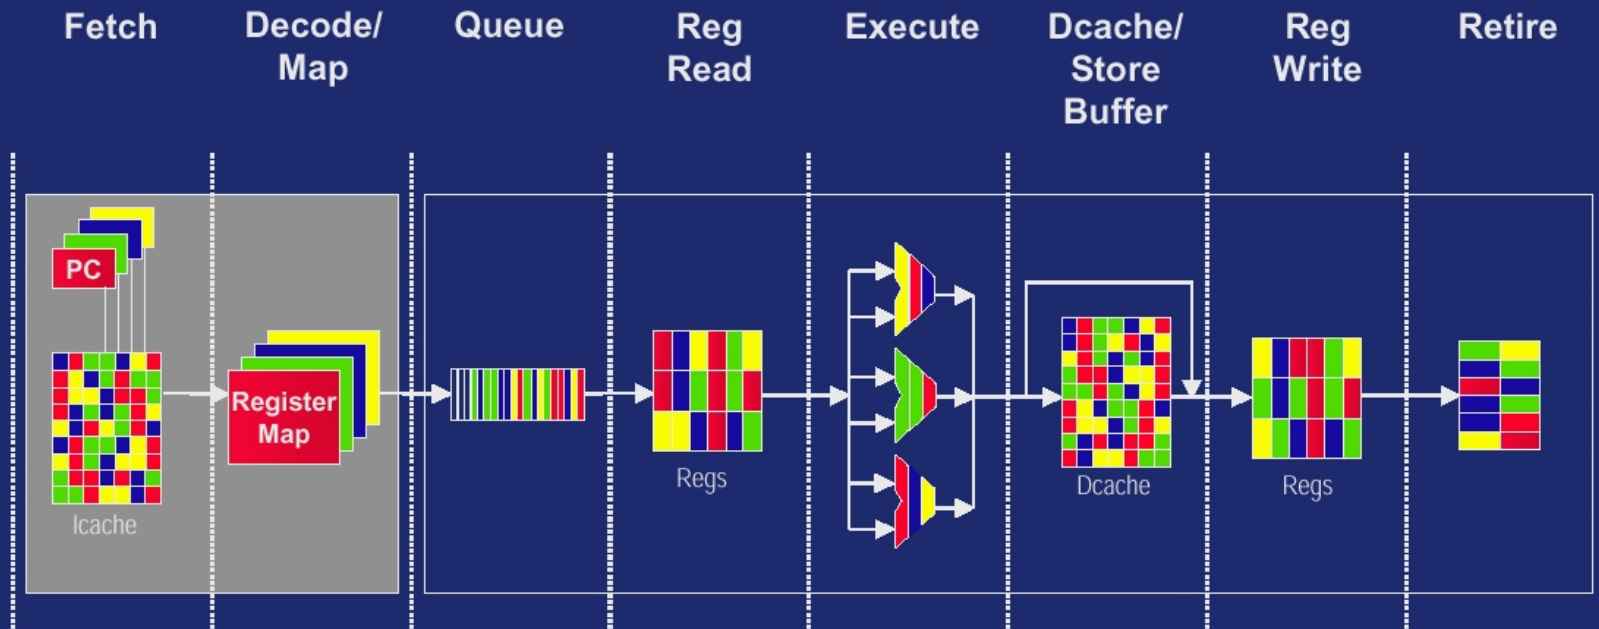 Fetch
Decode/
Map
Queue
Reg
Read
Execute
Dcache/
Store
Buffer
Reg
Write
Retire
PC
Register
Map
Icache
Regs
Dcache
Regs